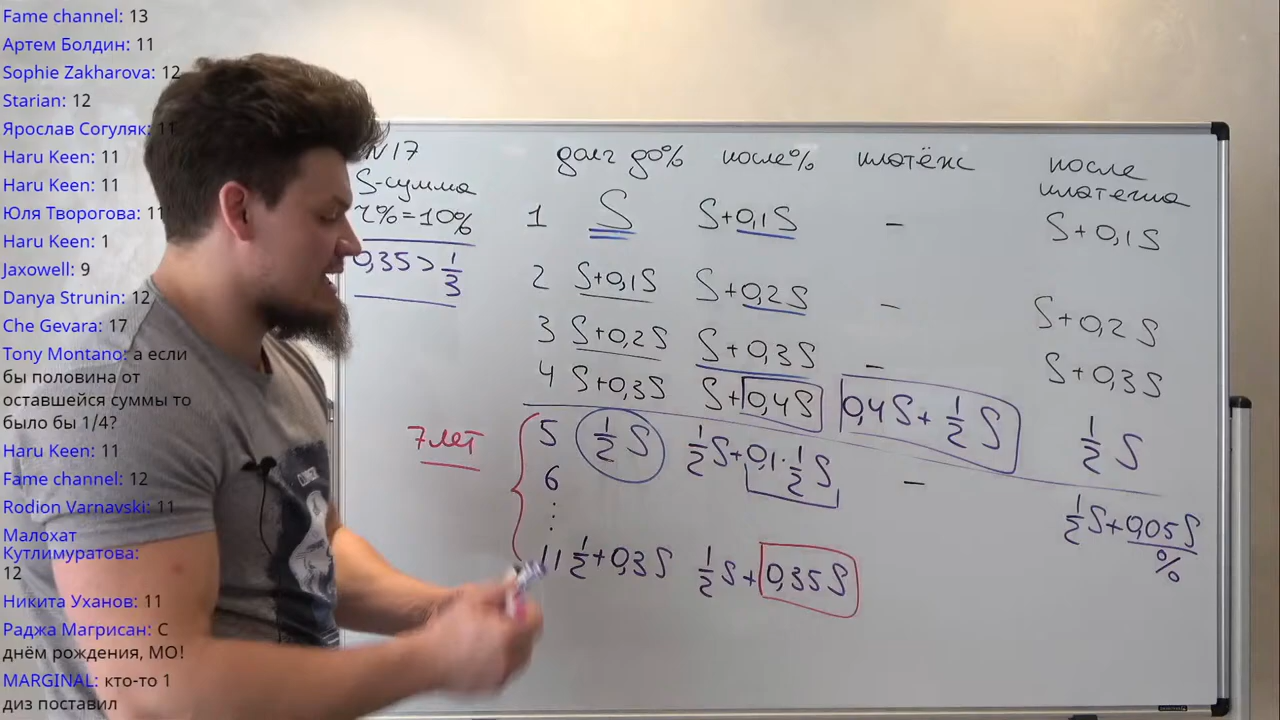 Fame channel: 13
Артем Болдин: 11
Sophie Zakharova: 12
Starian: 12
Ярослав Согуляк: 11
Haru Keen: 11
Haru Keen: 11
Юля Творогова: 11
Haru Keen: 1
Jaxowell: 9
Danya Strunin: 12
Che Gevara: 17
Tony Montano: а если
бы половина от
оставшейся суммы то
было бы 1/4?
Haru Keen: 11
Fame channel: 12
Rodion Varnavski: 11
Малохат
Кутлимуратова:
12
Никита Уханов: 11
Раджа Магрисан: С
днём рождения, МО!
MARGINAL: кто-то 1
диз поставил
N17
S-сумма
r%=10%
0,35 > 1/3
долг до% после% платёж после платежа
1 S S+0,1S – S+0,1S
2 S+0,1S S+0,2S – S+0,2S
3 S+0,2S S+0,3S – S+0,3S
4 S+0,3S S+0,4S 0,4S+1/2 S 1/2 S
7 лет
5 1/2 S 1/2 S+0,1·1/2 S – 1/2 S+0,05S
%
6
⋮
11 1/2+0,3S 1/2 S+0,35S